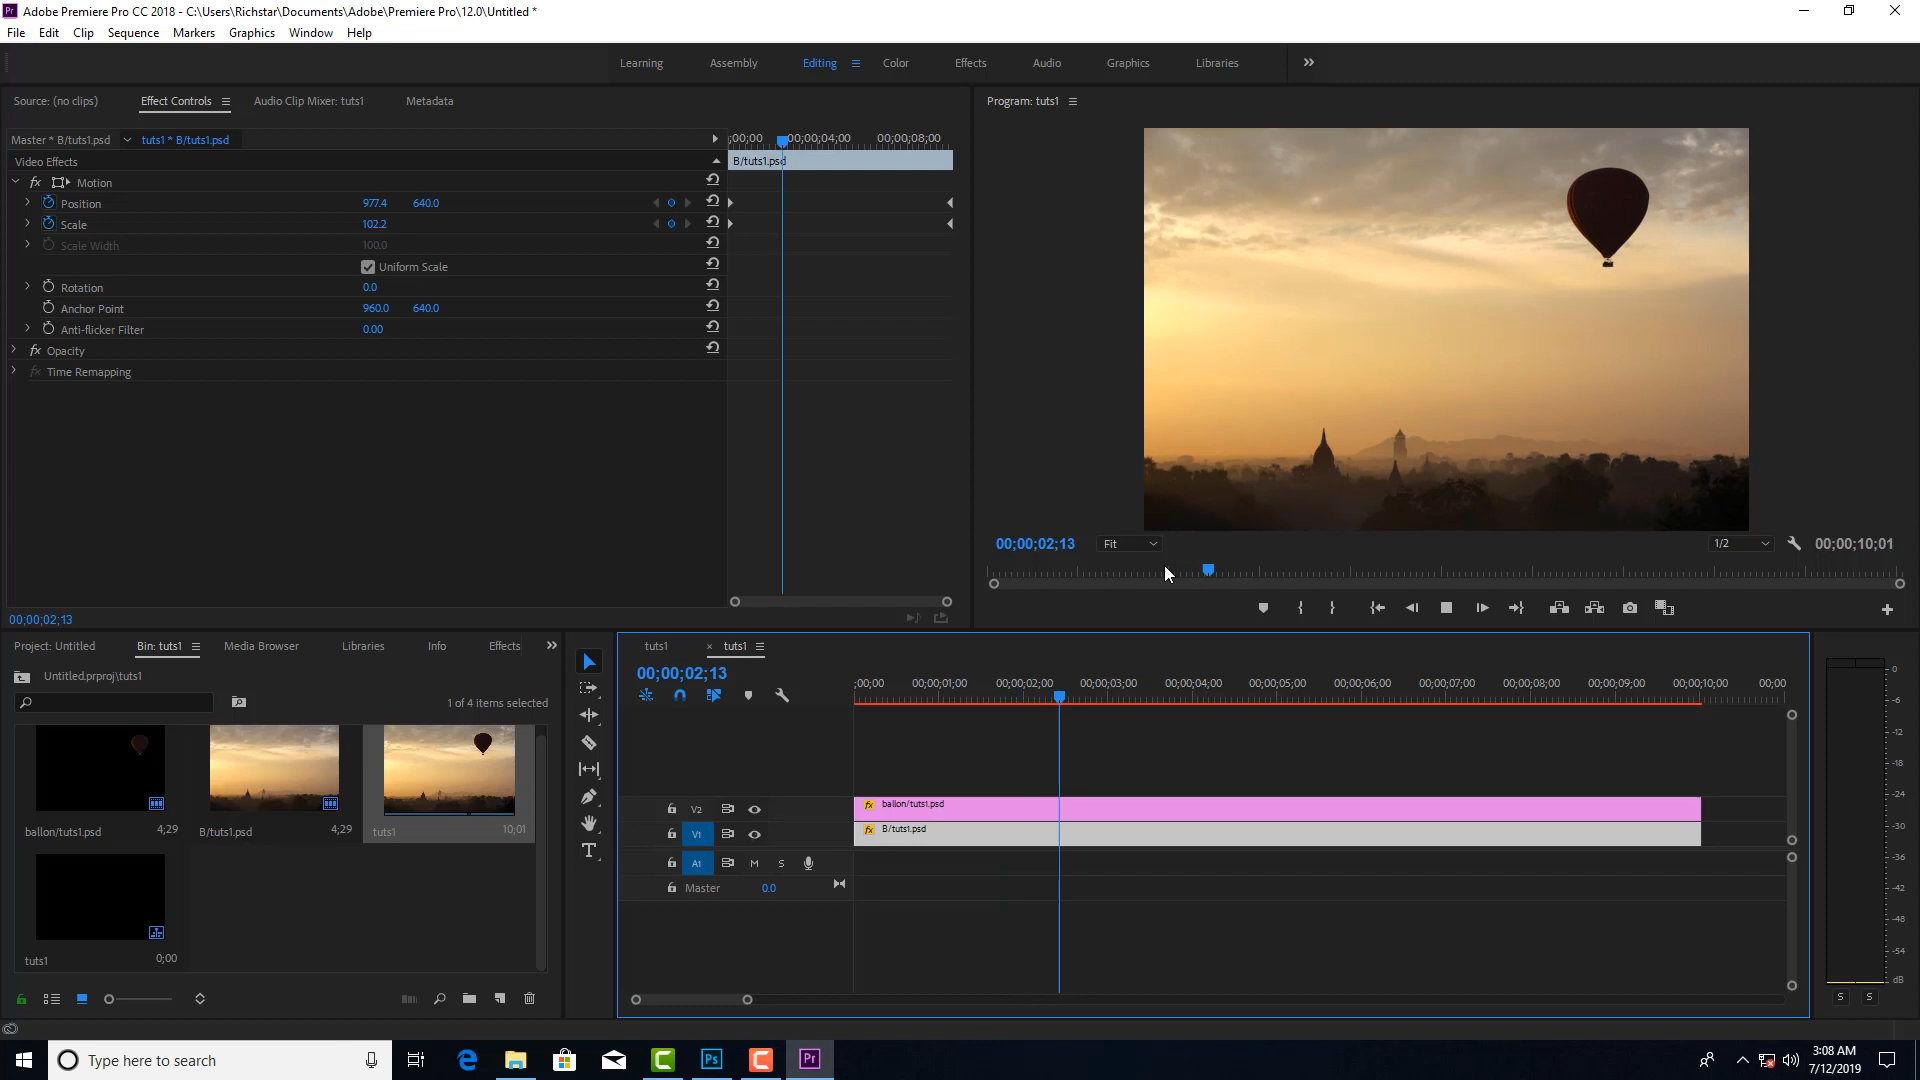 Adobe Premiere Pro CC 2018 - C:\Users\Richstar\Documents\Adobe\Premiere Pro\12.0\Untitled *
File Edit Clip Sequence Markers Graphics Window Help
Learning Assembly Editing Color Effects Audio Graphics Libraries
Source: (no clips) Effect Controls Audio Clip Mixer: tuts1 Metadata
Program: tuts1
Master * B/tuts1.psd tuts1 * B/tuts1.psd
;00;00 00;00;04;00 00;00;08;00
Video Effects
B/tuts1.psd
fx Motion
Position 977.4 640.0
Scale 102.2
Scale Width 100.0
Uniform Scale
Rotation 0.0
Anchor Point 960.0 640.0
Anti-flicker Filter 0.00
fx Opacity
fx Time Remapping
00;00;02;13 Fit 1/2 00;00;10;01
00;00;02;13
Project: Untitled Bin: tuts1 Media Browser Libraries Info Effects
Untitled.prproj\tuts1
1 of 4 items selected
ballon/tuts1.psd 4;29
B/tuts1.psd 4;29
tuts1 10;01
tuts1 0;00
tuts1 × tuts1
00;00;02;13
;00;00 00;00;01;00 00;00;02;00 00;00;03;00 00;00;04;00 00;00;05;00 00;00;06;00 00;00;07;00 00;00;08;00 00;00;09;00 00;00;10;00 00;00
V2 fx ballon/tuts1.psd
V1 fx B/tuts1.psd
A1 M S
Master 0.0
T
0
-6
-12
-18
-24
-30
-36
-42
-48
-54
dB
S S
Type here to search
Ps
Pr
3:08 AM
7/12/2019